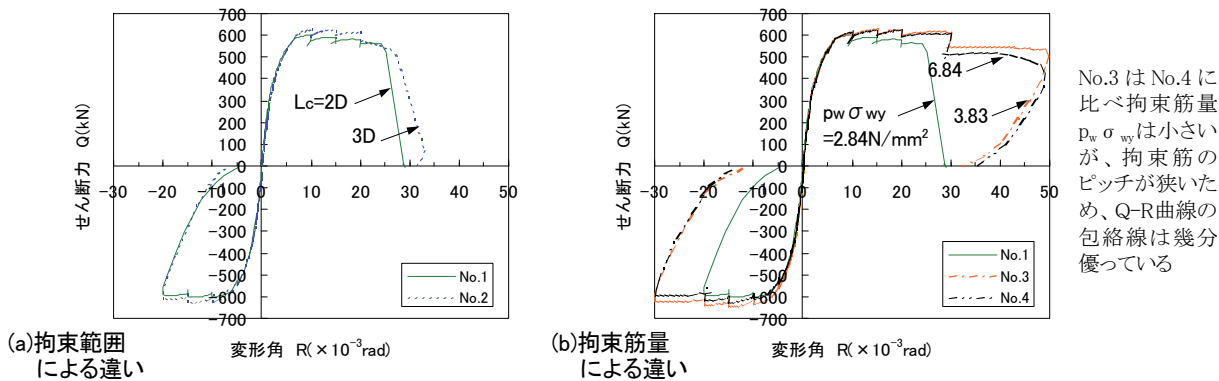 700
600
500
400
300
200
100
0
-100
-200
-300
-400
-500
-600
-700
-30 -20 -10 0 10 20 30 40 50
せん断力 Q(kN)
Lc=2D
3D
No.1
No.2
(a)拘束範囲
による違い
変形角 R(×10⁻³rad)
700
600
500
400
300
200
100
0
-100
-200
-300
-400
-500
-600
-700
-30 -20 -10 0 10 20 30 40 50
せん断力 Q(kN)
6.84
3.83
pwσwy
=2.84N/mm²
No.1
No.3
No.4
(b)拘束筋量
による違い
変形角 R(×10⁻³rad)
No.3 は No.4 に
比べ拘束筋量
pwσwyは小さい
が、拘束筋の
ピッチが狭いた
め、Q-R曲線の
包絡線は幾分
優っている